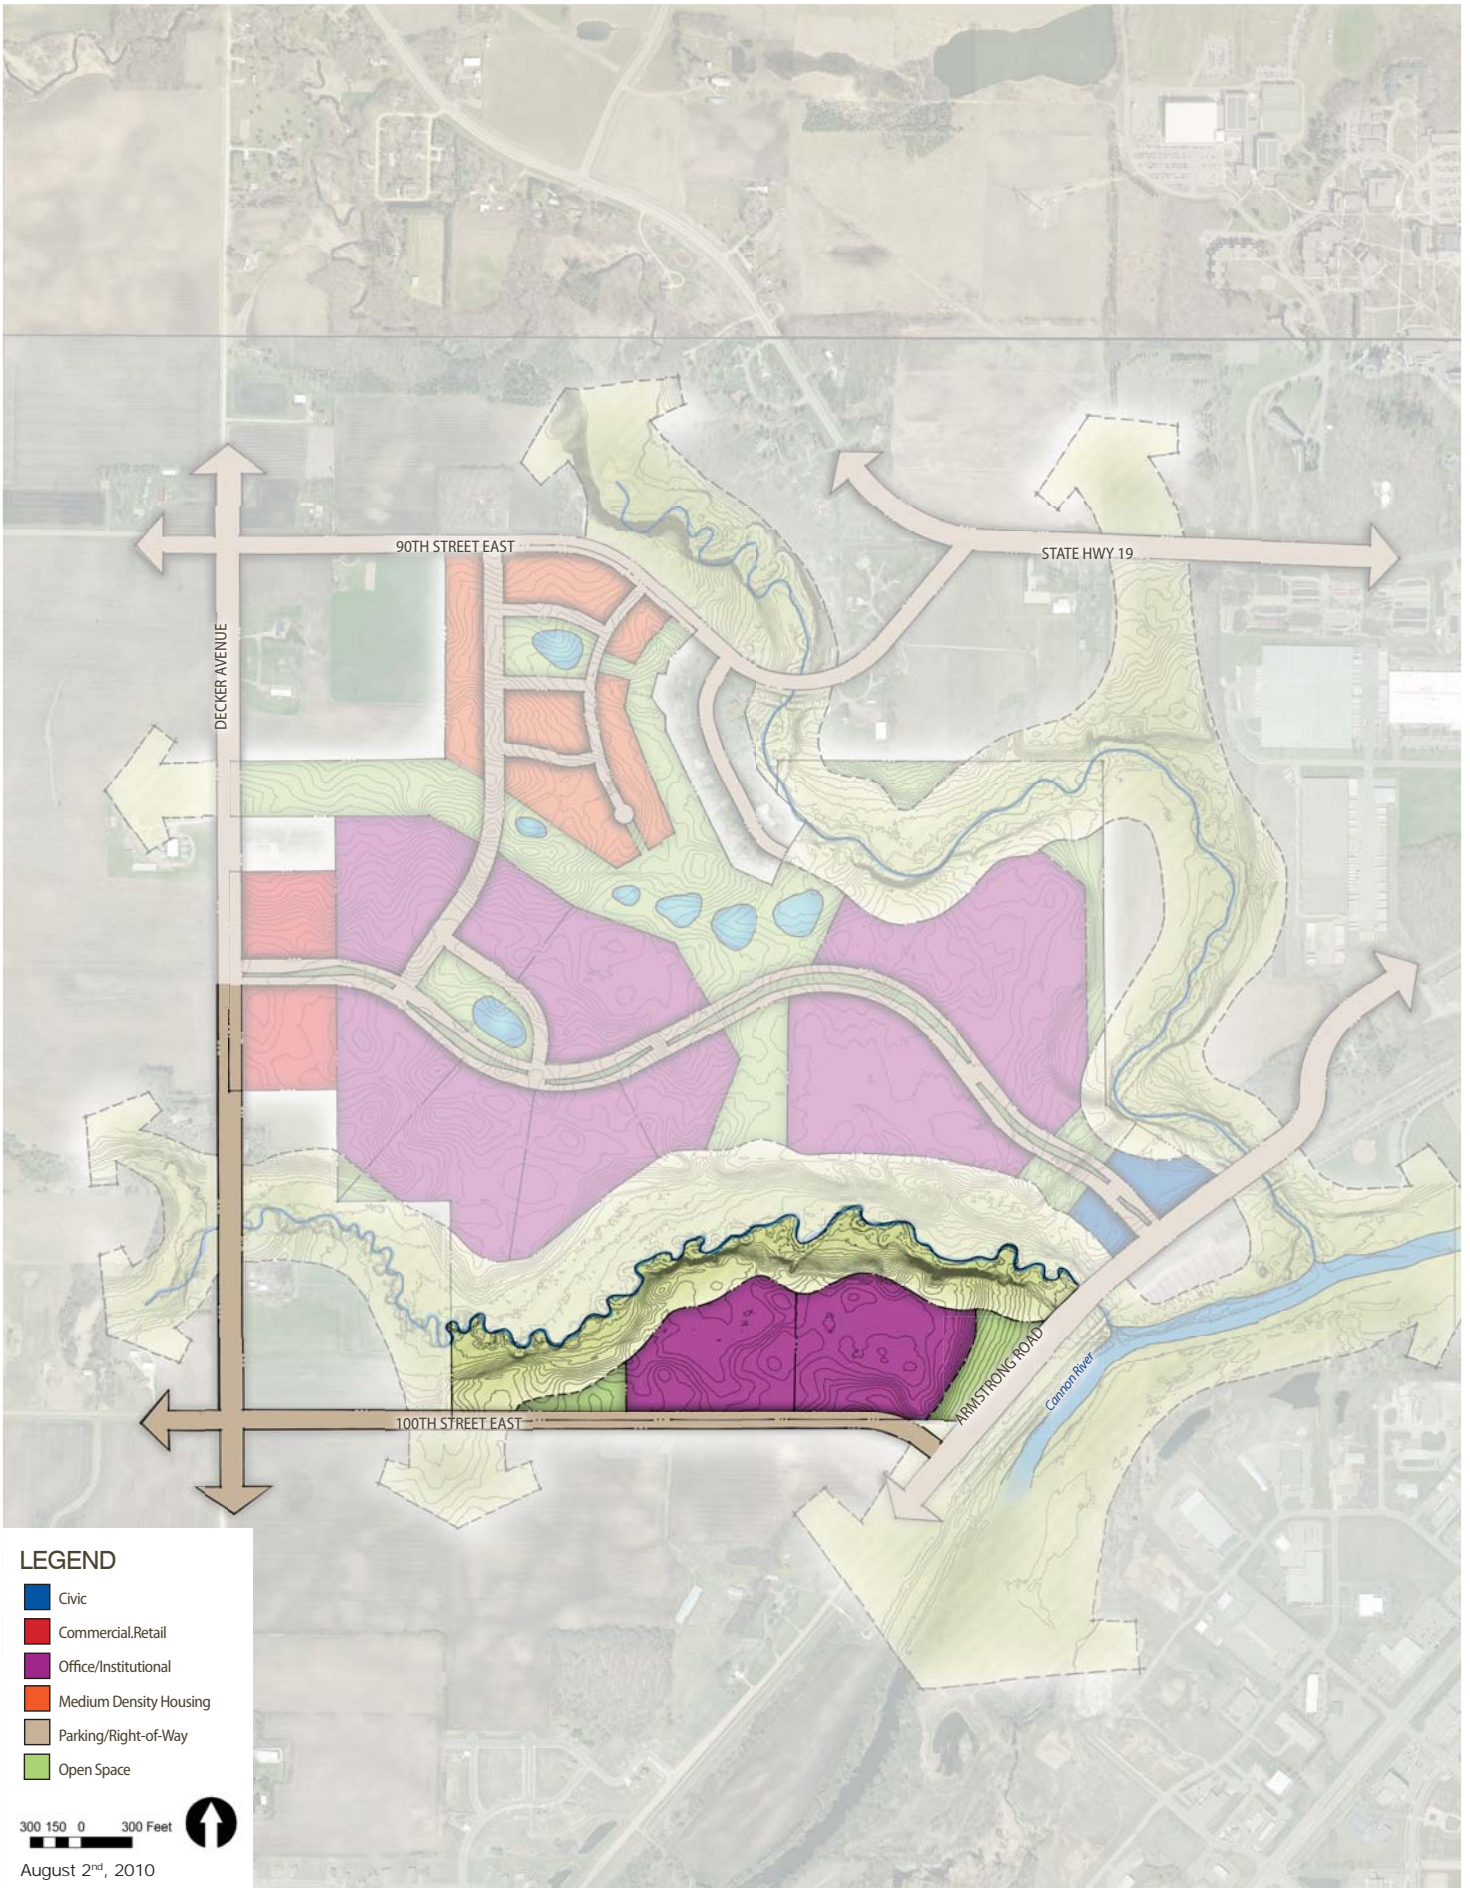 90TH STREET EAST
STATE HWY 19
DECKER AVENUE
ARMSTRONG ROAD
Cannon River
100TH STREET EAST
LEGEND
Civic
Commercial.Retail
Office/Institutional
Medium Density Housing
Parking/Right-of-Way
Open Space
300 150 0 300 Feet
August 2nd, 2010